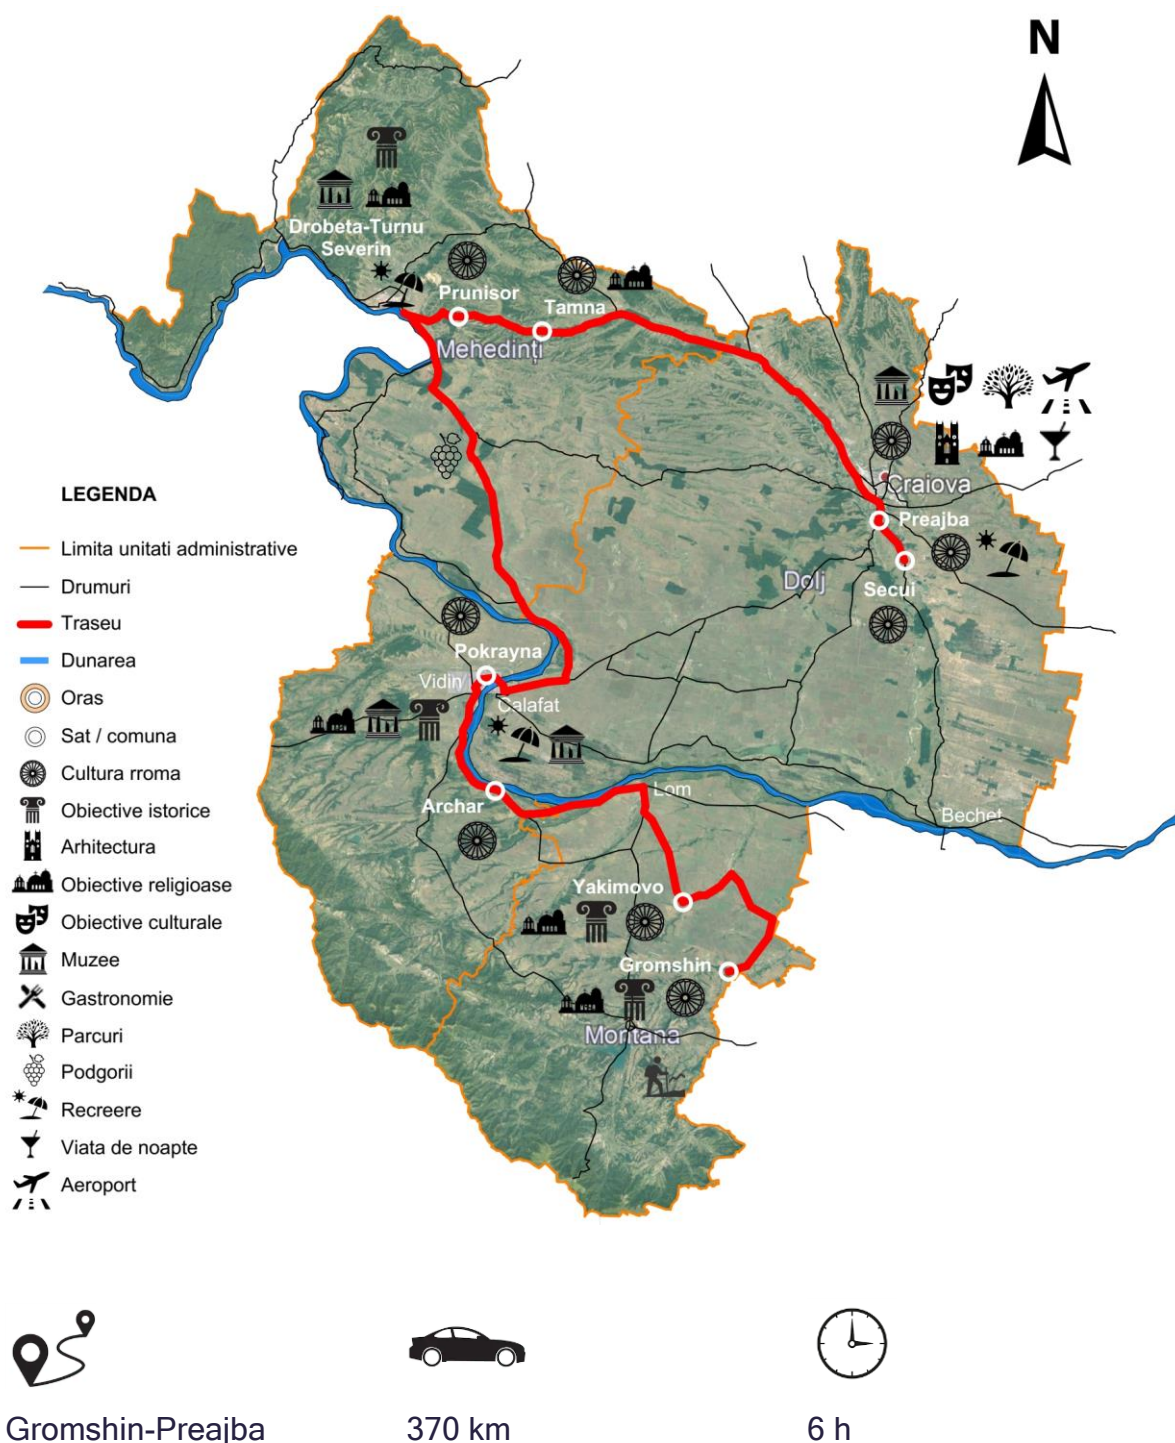 N
Drobeta-Turnu
Severin
Prunisor
Tamna
Mehedinți
Craiova
Preajba
Secui
Dolj
Pokrayna
Vidin
Calafat
Archar
Lom
Bechet
Yakimovo
Gromshin
Montana
LEGENDA
Limita unitati administrative
Drumuri
Traseu
Dunarea
Oras
Sat / comuna
Cultura rroma
Obiective istorice
Arhitectura
Obiective religioase
Obiective culturale
Muzee
Gastronomie
Parcuri
Podgorii
Recreere
Viata de noapte
Aeroport
Gromshin-Preajba
370 km
6 h